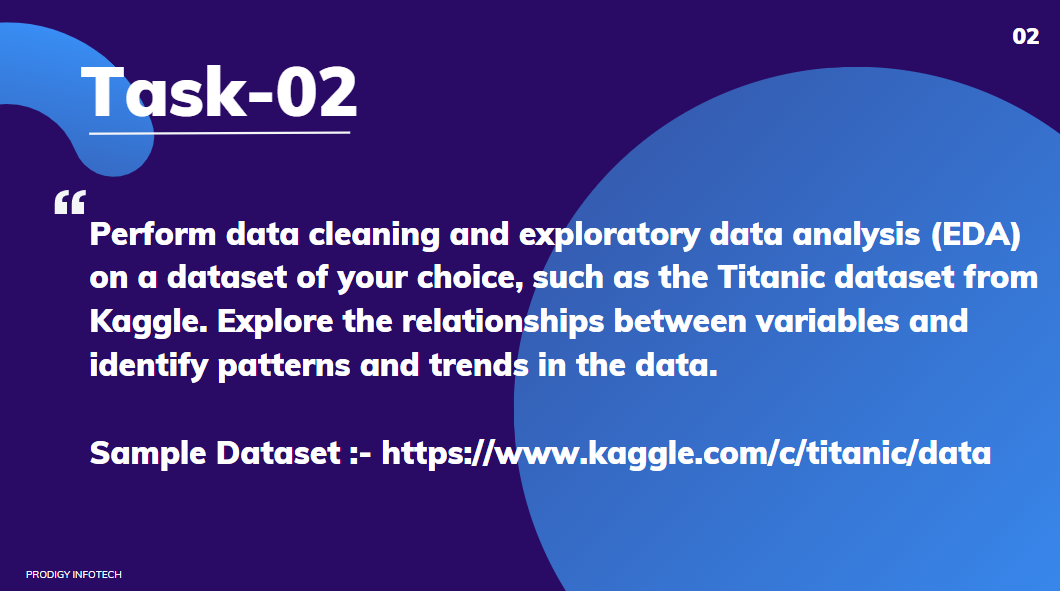 02
Task-02
“
Perform data cleaning and exploratory data analysis (EDA)
on a dataset of your choice, such as the Titanic dataset from
Kaggle. Explore the relationships between variables and
identify patterns and trends in the data.
Sample Dataset :- https://www.kaggle.com/c/titanic/data
PRODIGY INFOTECH